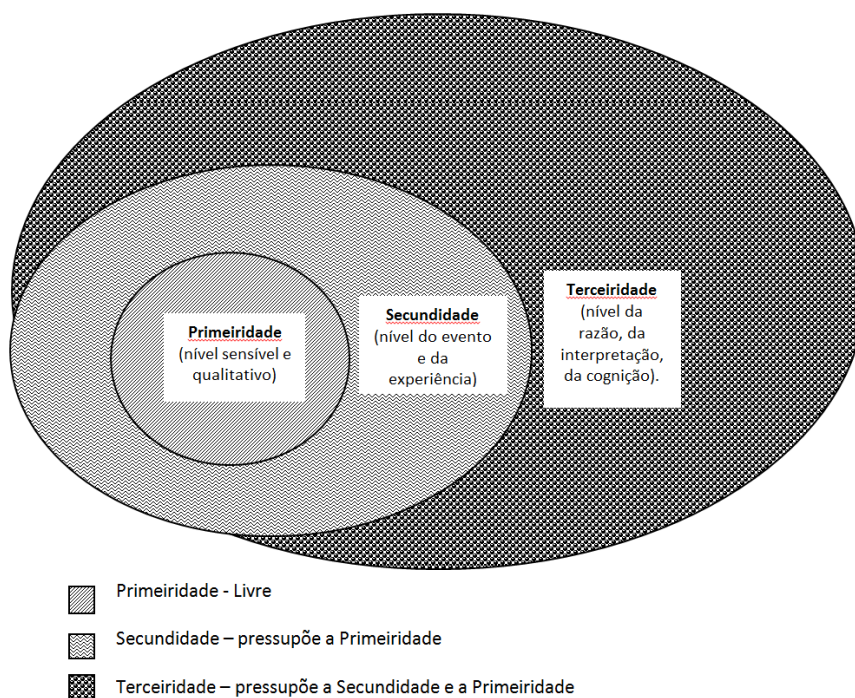 Primeiridade
(nível sensível e
qualitativo)
Secundidade
(nível do evento
e da
experiência)
Terceiridade
(nível da
razão, da
interpretação,
da cognição).
Primeiridade - Livre
Secundidade – pressupõe a Primeiridade
Terceiridade – pressupõe a Secundidade e a Primeiridade